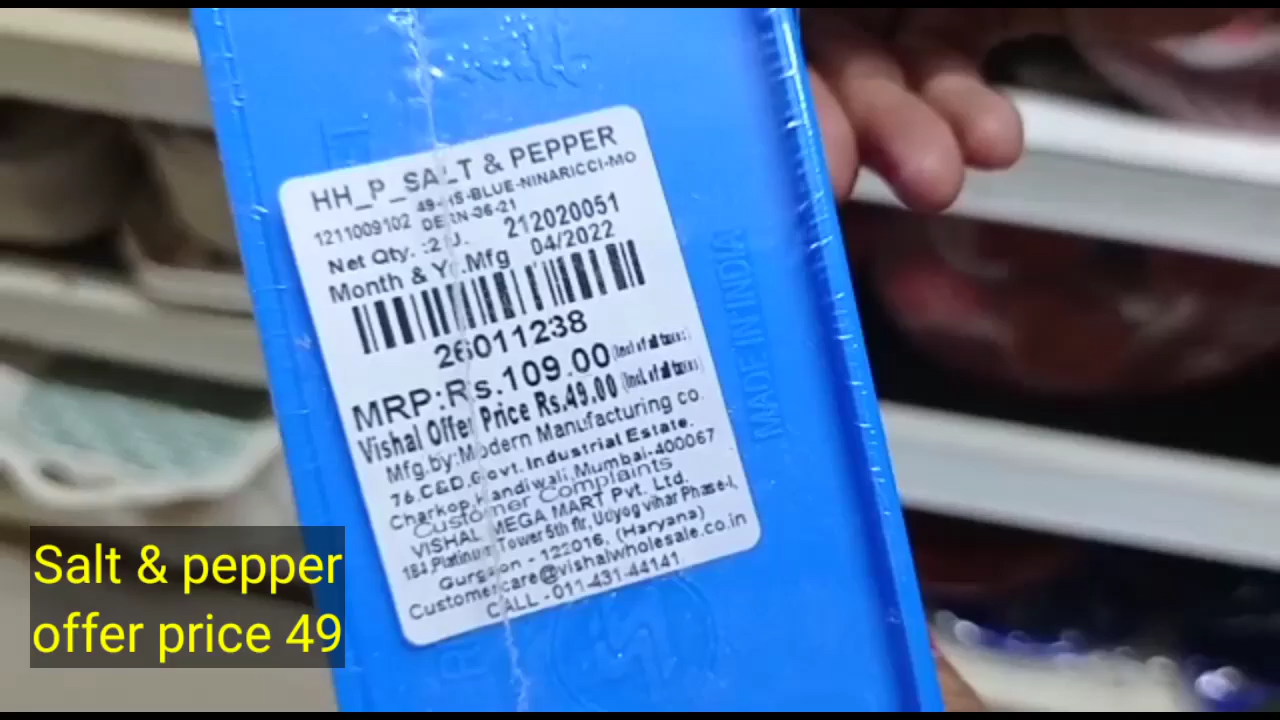 HH_P_SALT & PEPPER
49-HS-BLUE-NINARICCI-MO
1211009102 DERN-36-21
Net Qty. :2 U. 212020051
Month & Yr.Mfg 04/2022
26011238
MRP:Rs.109.00 (Incl of all taxes)
Vishal Offer Price Rs.49.00 (Incl. of all taxes)
Mfg.by:Modern Manufacturing co.
76,C&D,Govt. Industrial Estate.
Charkop,Kandiwali,Mumbai-400067
Customer Complaints
VISHAL MEGA MART Pvt. Ltd.
184,Platinum Tower 5th flr, Udyog vihar Phase-I,
Gurgaon - 122016, (Haryana)
Customercare@vishalwholesale.co.in
CALL - 011-431-44141
MADE IN INDIA
Salt & pepper
offer price 49